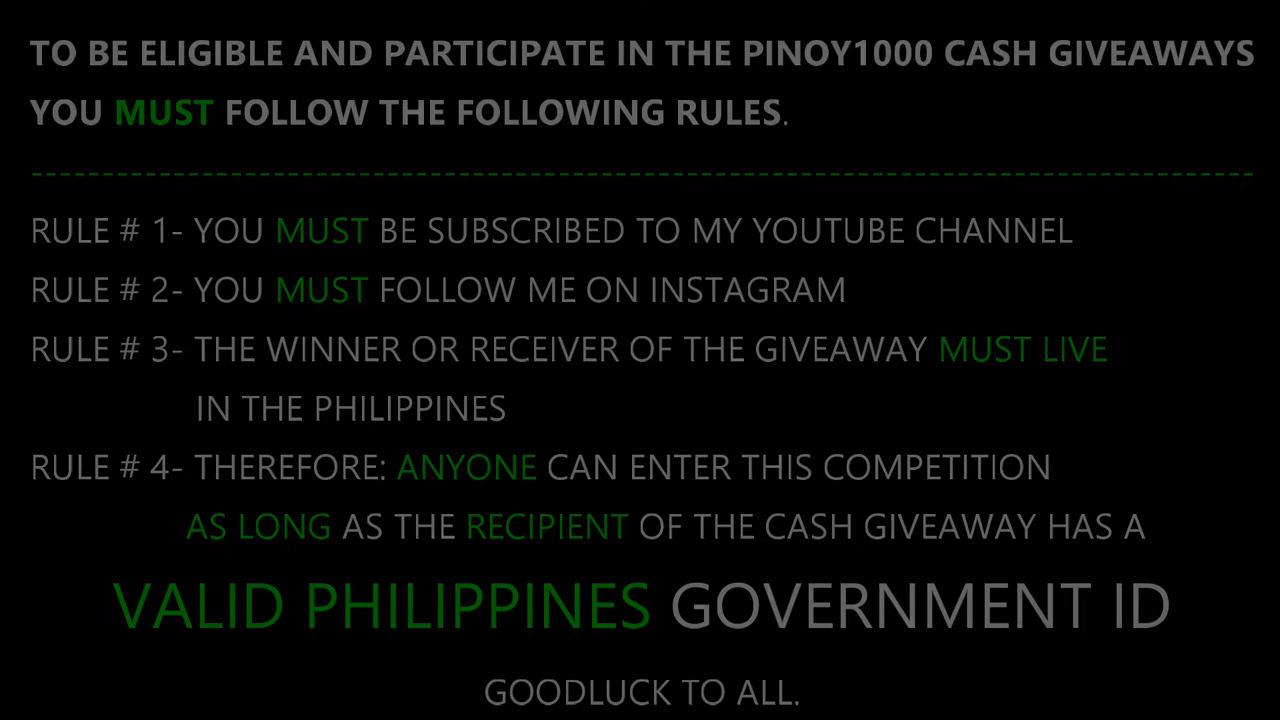 TO BE ELIGIBLE AND PARTICIPATE IN THE PINOY1000 CASH GIVEAWAYS
YOU MUST FOLLOW THE FOLLOWING RULES.
--------------------------------------------------------------------------------------
RULE # 1- YOU MUST BE SUBSCRIBED TO MY YOUTUBE CHANNEL
RULE # 2- YOU MUST FOLLOW ME ON INSTAGRAM
RULE # 3- THE WINNER OR RECEIVER OF THE GIVEAWAY MUST LIVE
IN THE PHILIPPINES
RULE # 4- THEREFORE: ANYONE CAN ENTER THIS COMPETITION
AS LONG AS THE RECIPIENT OF THE CASH GIVEAWAY HAS A
VALID PHILIPPINES GOVERNMENT ID
GOODLUCK TO ALL.